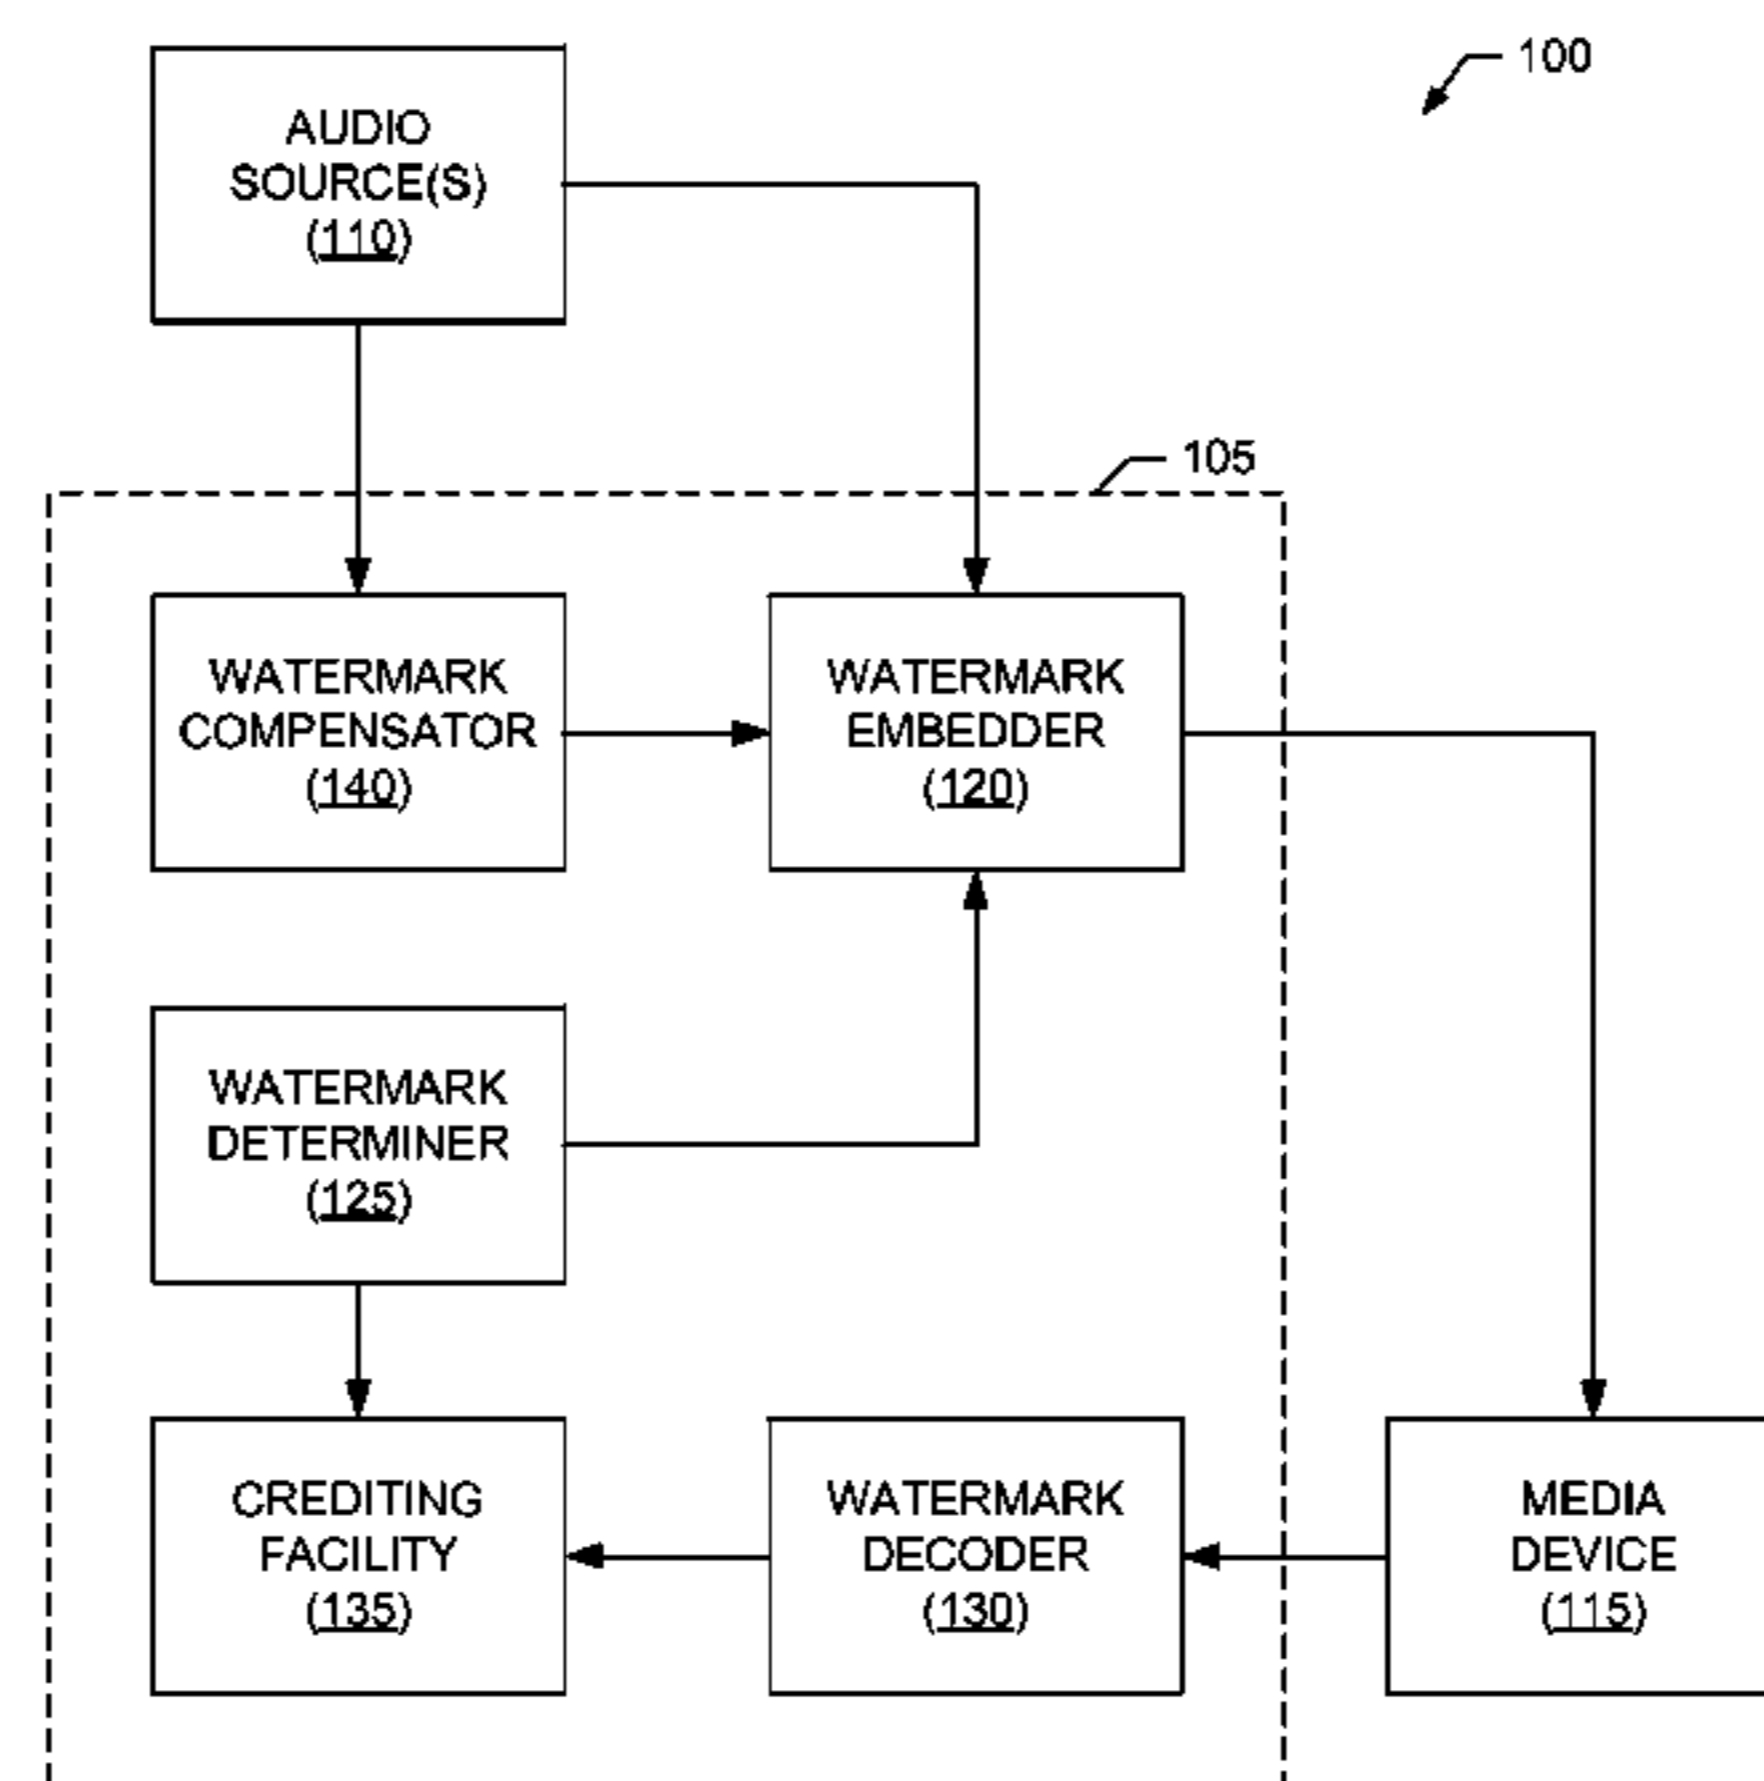 100
AUDIO
SOURCE(S)
(110)
105
WATERMARK
COMPENSATOR
(140)
WATERMARK
EMBEDDER
(120)
WATERMARK
DETERMINER
(125)
CREDITING
FACILITY
(135)
WATERMARK
DECODER
(130)
MEDIA
DEVICE
(115)